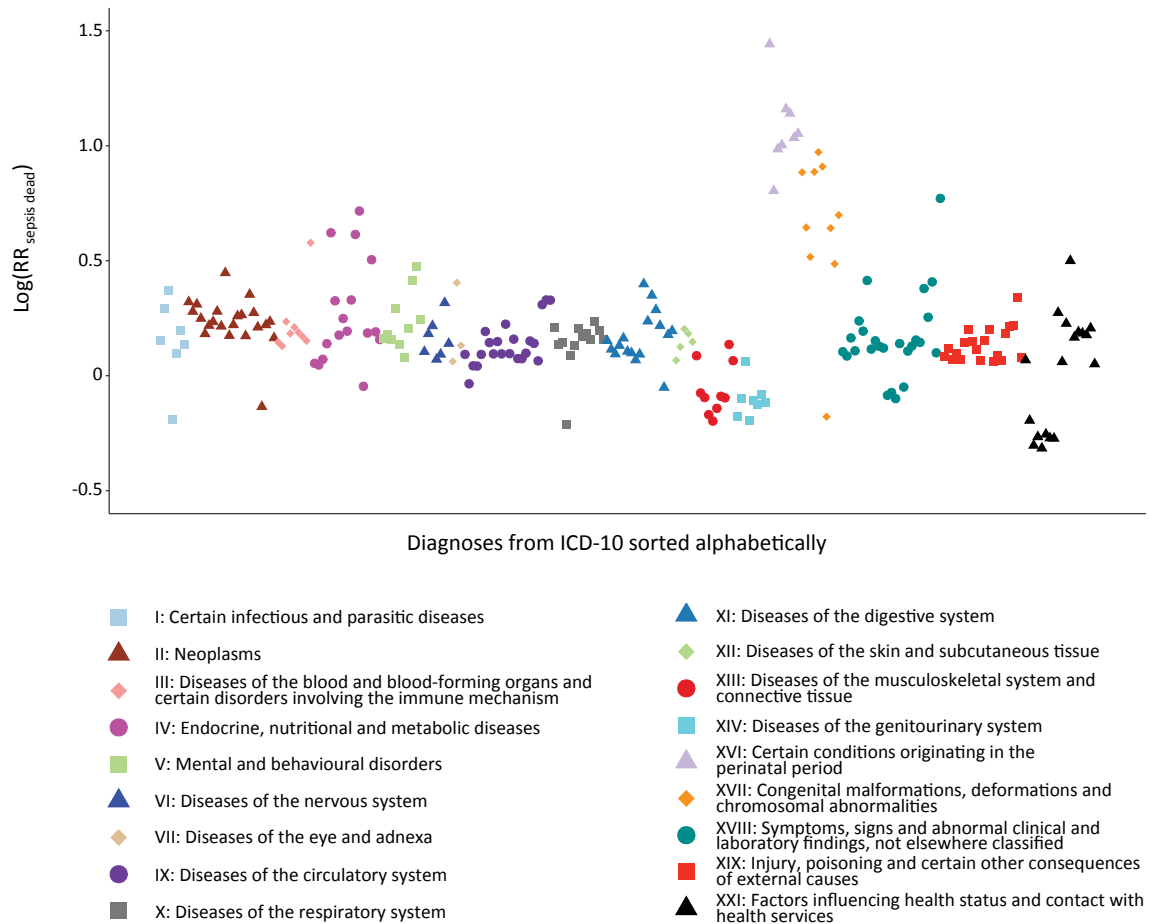 1.5
1.0
0.5
0
-0.5
Log(RR sepsis dead)
Diagnoses from ICD-10 sorted alphabetically
I: Certain infectious and parasitic diseases
II: Neoplasms
III: Diseases of the blood and blood-forming organs and
certain disorders involving the immune mechanism
IV: Endocrine, nutritional and metabolic diseases
V: Mental and behavioural disorders
VI: Diseases of the nervous system
VII: Diseases of the eye and adnexa
IX: Diseases of the circulatory system
X: Diseases of the respiratory system
XI: Diseases of the digestive system
XII: Diseases of the skin and subcutaneous tissue
XIII: Diseases of the musculoskeletal system and
connective tissue
XIV: Diseases of the genitourinary system
XVI: Certain conditions originating in the
perinatal period
XVII: Congenital malformations, deformations and
chromosomal abnormalities
XVIII: Symptoms, signs and abnormal clinical and
laboratory findings, not elsewhere classified
XIX: Injury, poisoning and certain other consequences
of external causes
XXI: Factors influencing health status and contact with
health services